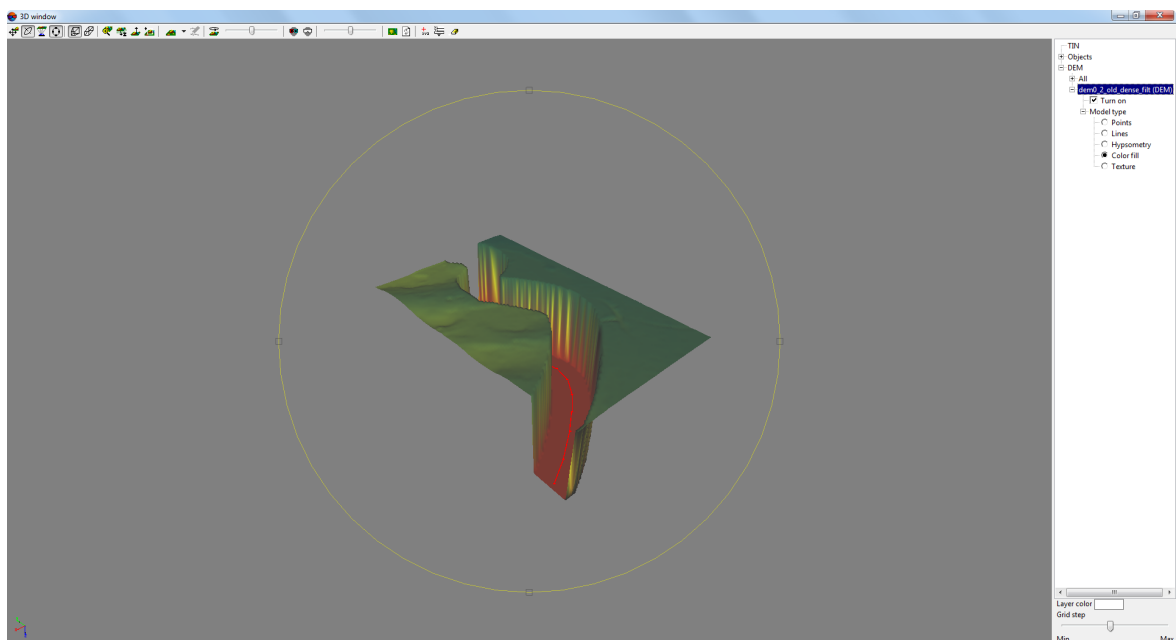 3D window
TIN
Objects
DEM
All
dem0_2_old_dense_filt (DEM)
Turn on
Model type
Points
Lines
Hypsometry
Color fill
Texture
Layer color
Grid step
Min Max